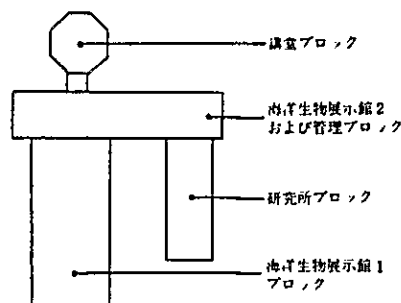 講堂ブロック
海洋生物展示館2
および管理ブロック
研究所ブロック
海洋生物展示館1
ブロック